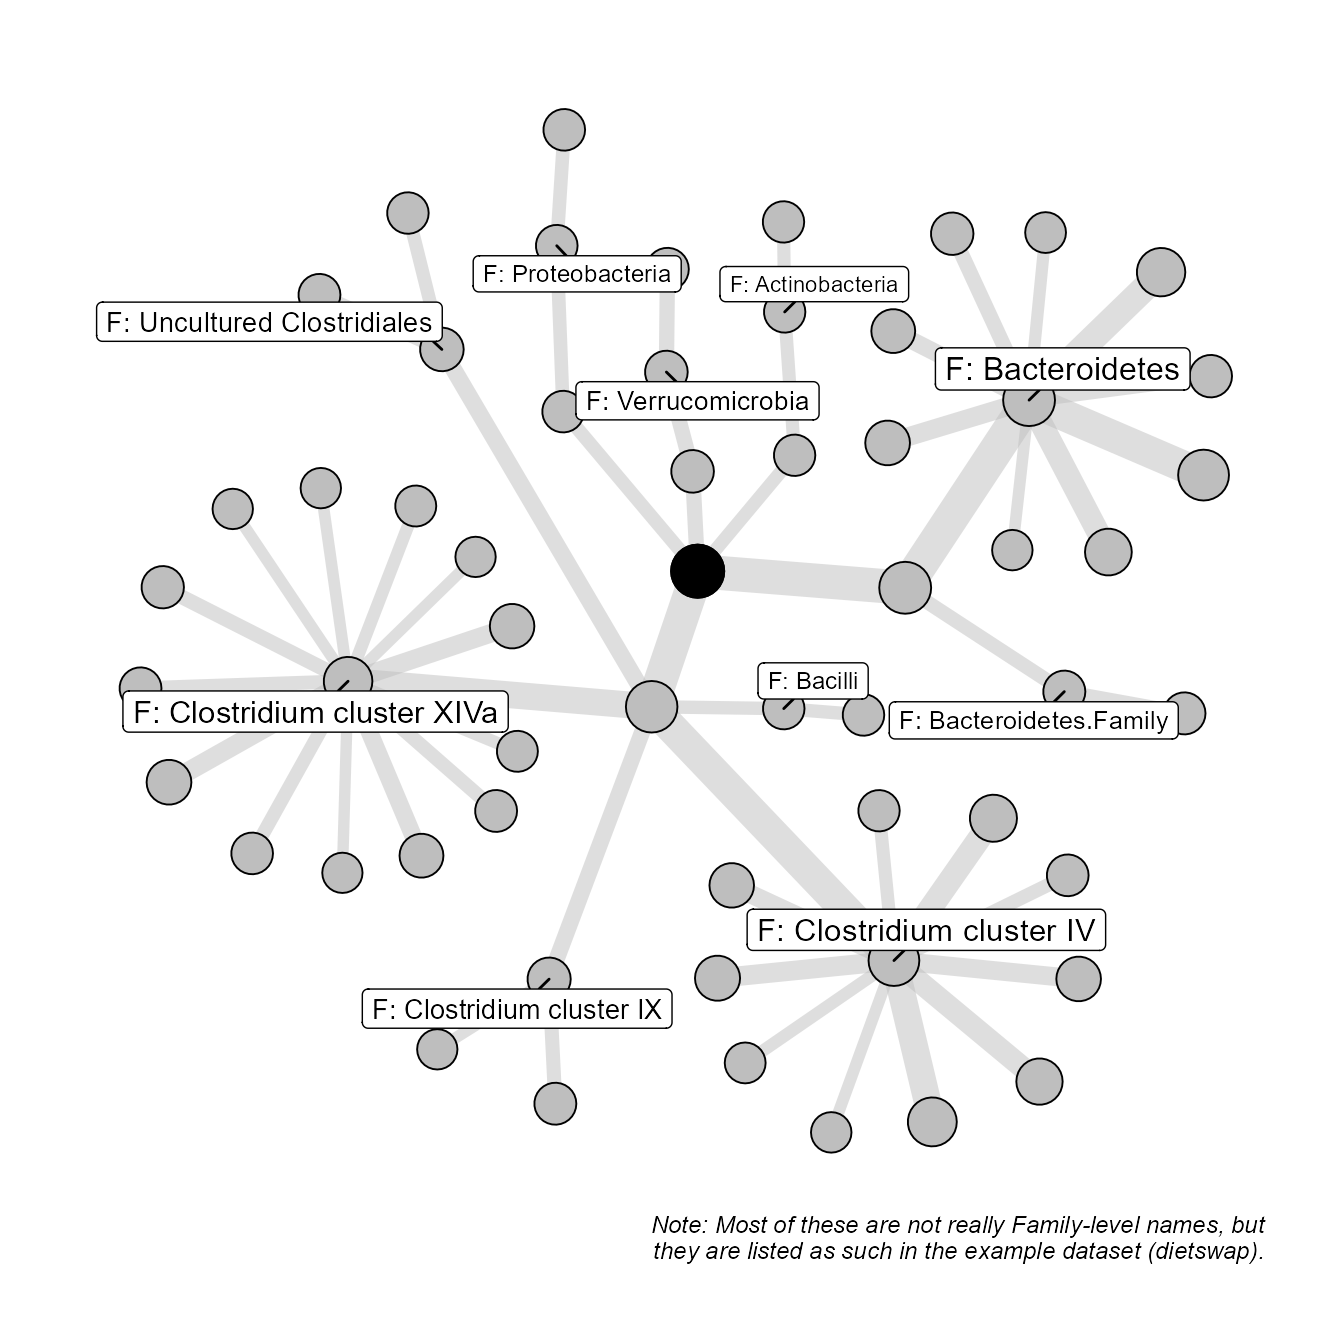 F: Proteobacteria
F: Actinobacteria
F: Uncultured Clostridiales
F: Bacteroidetes
F: Verrucomicrobia
F: Bacilli
F: Clostridium cluster XIVa
F: Bacteroidetes.Family
F: Clostridium cluster IV
F: Clostridium cluster IX
Note: Most of these are not really Family-level names, but
they are listed as such in the example dataset (dietswap).